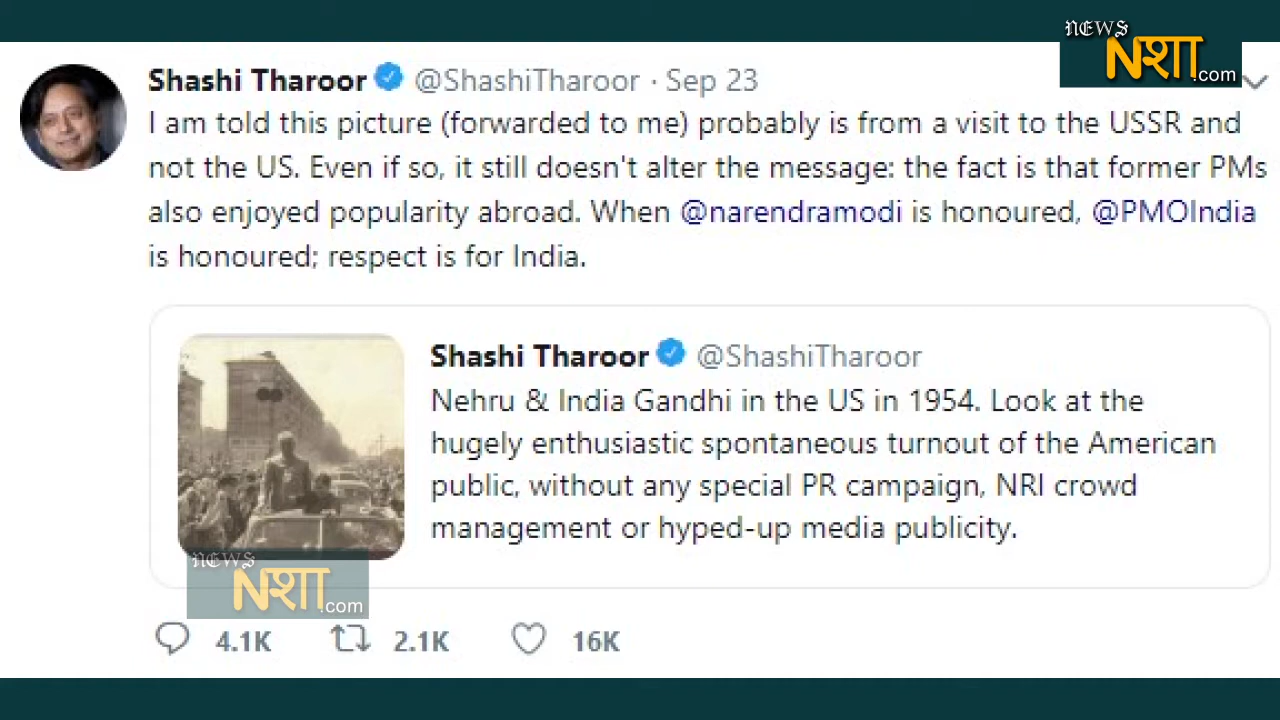 NEWS
Nशा.com
Shashi Tharoor @ShashiTharoor · Sep 23
I am told this picture (forwarded to me) probably is from a visit to the USSR and
not the US. Even if so, it still doesn't alter the message: the fact is that former PMs
also enjoyed popularity abroad. When @narendramodi is honoured, @PMOIndia
is honoured; respect is for India.
Shashi Tharoor @ShashiTharoor
Nehru & India Gandhi in the US in 1954. Look at the
hugely enthusiastic spontaneous turnout of the American
public, without any special PR campaign, NRI crowd
management or hyped-up media publicity.
NEWS
Nशा.com
4.1K 2.1K 16K